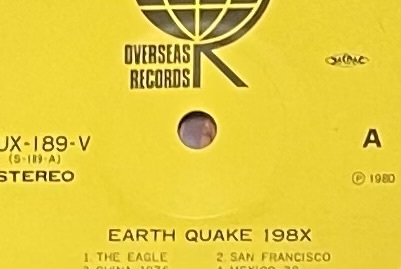 OVERSEAS
RECORDS
UX-189-V
(S-189-A)
STEREO
A
Ⓟ 1980
EARTH QUAKE 198X
1. THE EAGLE 2. SAN FRANCISCO